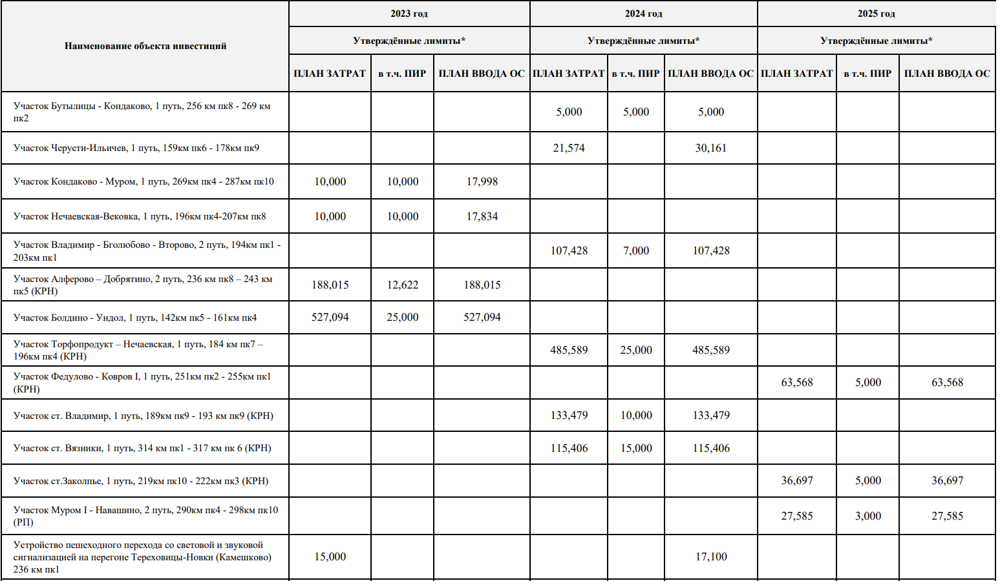 Наименование объекта инвестиций
2023 год
2024 год
2025 год
Утверждённые лимиты*
Утверждённые лимиты*
Утверждённые лимиты*
ПЛАН ЗАТРАТ
в т.ч. ПИР
ПЛАН ВВОДА ОС
ПЛАН ЗАТРАТ
в т.ч. ПИР
ПЛАН ВВОДА ОС
ПЛАН ЗАТРАТ
в т.ч. ПИР
ПЛАН ВВОДА ОС
Участок Бутылицы - Кондаково, 1 путь, 256 км пк8 - 269 км
пк2
5,000
5,000
5,000
Участок Черусти-Ильичев, 1 путь, 159км пк6 - 178км пк9
21,574
30,161
Участок Кондаково - Муром, 1 путь, 269км пк4 - 287км пк10
10,000
10,000
17,998
Участок Нечаевская-Вековка, 1 путь, 196км пк4-207км пк8
10,000
10,000
17,834
Участок Владимир - Бголюбово - Второво, 2 путь, 194км пк1 -
203км пк1
107,428
7,000
107,428
Участок Алферово – Добрятино, 2 путь, 236 км пк8 – 243 км
пк5 (КРН)
188,015
12,622
188,015
Участок Болдино - Ундол, 1 путь, 142км пк5 - 161км пк4
527,094
25,000
527,094
Участок Торфопродукт – Нечаевская, 1 путь, 184 км пк7 –
196км пк4 (КРН)
485,589
25,000
485,589
Участок Федулово - Ковров I, 1 путь, 251км пк2 - 255км пк1
(КРН)
63,568
5,000
63,568
Участок ст. Владимир, 1 путь, 189км пк9 - 193 км пк9 (КРН)
133,479
10,000
133,479
Участок ст. Вязники, 1 путь, 314 км пк1 - 317 км пк 6 (КРН)
115,406
15,000
115,406
Участок ст.Заколпье, 1 путь, 219км пк10 - 222км пк3 (КРН)
36,697
5,000
36,697
Участок Муром I - Навашино, 2 путь, 290км пк4 - 298км пк10
(РП)
27,585
3,000
27,585
Устройство пешеходного перехода со световой и звуковой
сигнализацией на перегоне Тереховицы-Новки (Камешково)
236 км пк1
15,000
17,100